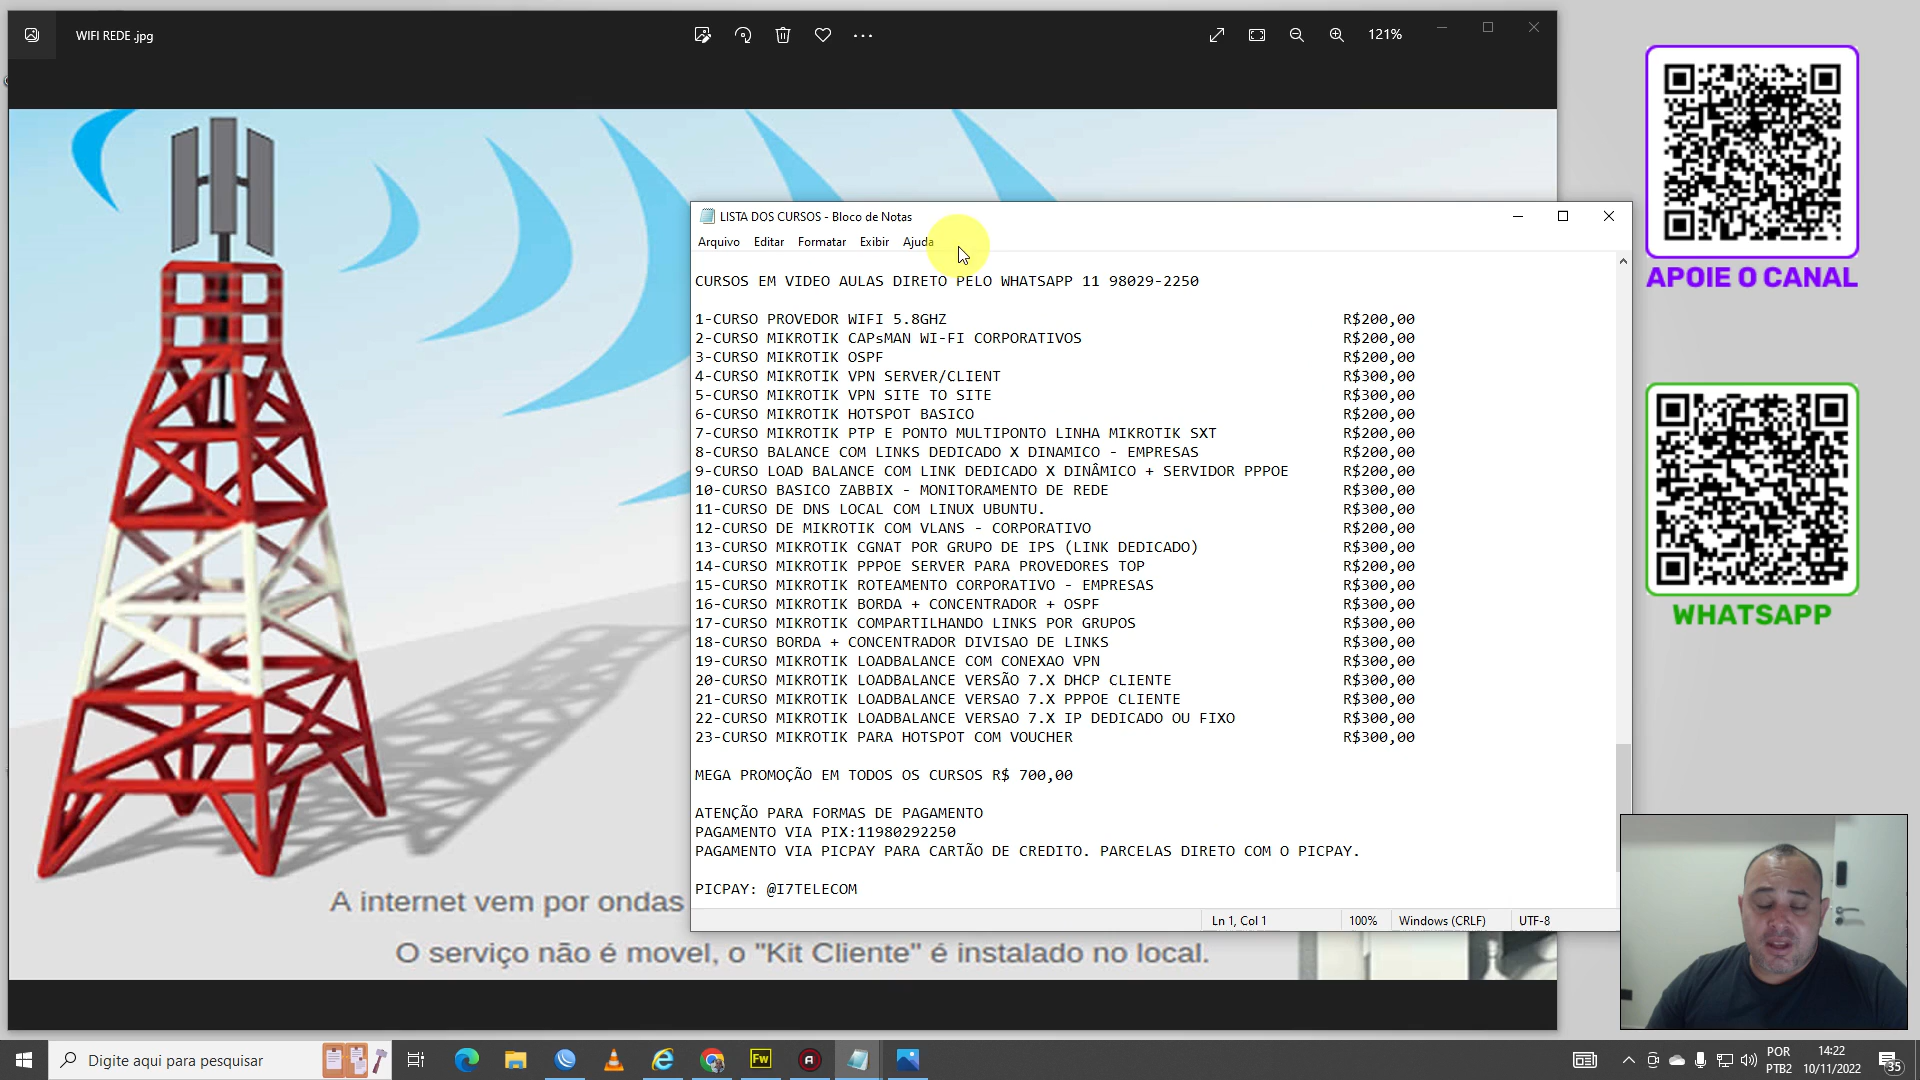 WIFI REDE .jpg
121%
LISTA DOS CURSOS - Bloco de Notas
Arquivo Editar Formatar Exibir Ajuda
CURSOS EM VIDEO AULAS DIRETO PELO WHATSAPP 11 98029-2250
1-CURSO PROVEDOR WIFI 5.8GHZ R$200,00
2-CURSO MIKROTIK CAPsMAN WI-FI CORPORATIVOS R$200,00
3-CURSO MIKROTIK OSPF R$200,00
4-CURSO MIKROTIK VPN SERVER/CLIENT R$300,00
5-CURSO MIKROTIK VPN SITE TO SITE R$300,00
6-CURSO MIKROTIK HOTSPOT BASICO R$200,00
7-CURSO MIKROTIK PTP E PONTO MULTIPONTO LINHA MIKROTIK SXT R$200,00
8-CURSO BALANCE COM LINKS DEDICADO X DINAMICO - EMPRESAS R$200,00
9-CURSO LOAD BALANCE COM LINK DEDICADO X DINÂMICO + SERVIDOR PPPOE R$200,00
10-CURSO BASICO ZABBIX - MONITORAMENTO DE REDE R$300,00
11-CURSO DE DNS LOCAL COM LINUX UBUNTU. R$300,00
12-CURSO DE MIKROTIK COM VLANS - CORPORATIVO R$200,00
13-CURSO MIKROTIK CGNAT POR GRUPO DE IPS (LINK DEDICADO) R$300,00
14-CURSO MIKROTIK PPPOE SERVER PARA PROVEDORES TOP R$200,00
15-CURSO MIKROTIK ROTEAMENTO CORPORATIVO - EMPRESAS R$300,00
16-CURSO MIKROTIK BORDA + CONCENTRADOR + OSPF R$300,00
17-CURSO MIKROTIK COMPARTILHANDO LINKS POR GRUPOS R$300,00
18-CURSO BORDA + CONCENTRADOR DIVISAO DE LINKS R$300,00
19-CURSO MIKROTIK LOADBALANCE COM CONEXAO VPN R$300,00
20-CURSO MIKROTIK LOADBALANCE VERSÃO 7.X DHCP CLIENTE R$300,00
21-CURSO MIKROTIK LOADBALANCE VERSAO 7.X PPPOE CLIENTE R$300,00
22-CURSO MIKROTIK LOADBALANCE VERSAO 7.X IP DEDICADO OU FIXO R$300,00
23-CURSO MIKROTIK PARA HOTSPOT COM VOUCHER R$300,00
MEGA PROMOÇÃO EM TODOS OS CURSOS R$ 700,00
ATENÇÃO PARA FORMAS DE PAGAMENTO
PAGAMENTO VIA PIX:11980292250
PAGAMENTO VIA PICPAY PARA CARTÃO DE CREDITO. PARCELAS DIRETO COM O PICPAY.
PICPAY: @I7TELECOM
Ln 1, Col 1 100% Windows (CRLF) UTF-8
A internet vem por ondas
O serviço não é movel, o "Kit Cliente" é instalado no local.
APOIE O CANAL
WHATSAPP
Digite aqui para pesquisar
Fw
POR
PTB2
14:22
10/11/2022
35